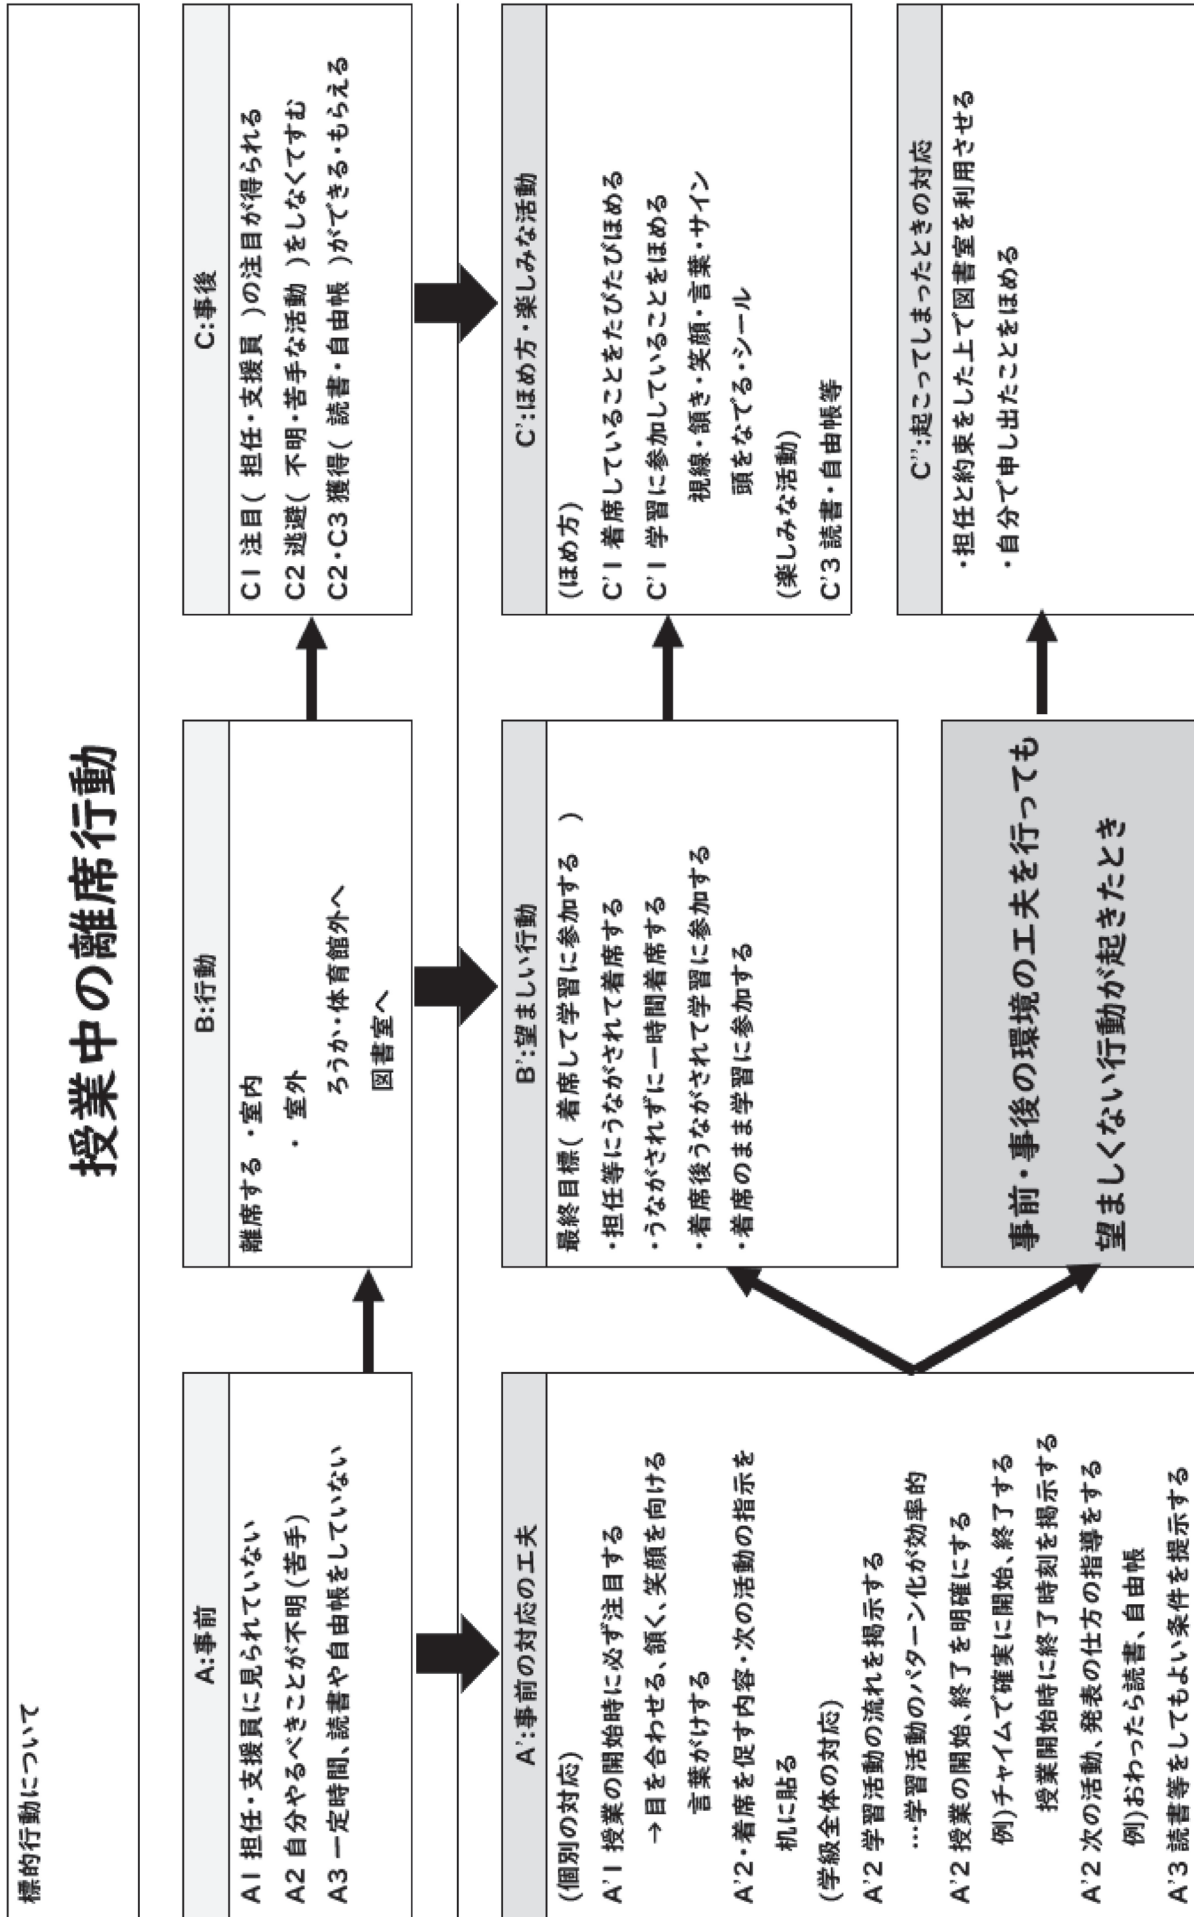 標的行動について
授業中の離席行動
A:事前
A1 担任・支援員に見られていない
A2 自分やるべきことが不明(苦手)
A3 一定時間、読書や自由帳をしていない
B:行動
離席する ・室内
・ 室外
ろうか・体育館外へ
図書室へ
C:事後
C1 注目( 担任・支援員 )の注目が得られる
C2 逃避( 不明・苦手な活動 )をしなくてすむ
C2・C3 獲得( 読書・自由帳 )ができる・もらえる
A':事前の対応の工夫
(個別の対応)
A'1 授業の開始時に必ず注目する
→ 目を合わせる、頷く、笑顔を向ける
言葉がけする
A'2・着席を促す内容・次の活動の指示を
机に貼る
(学級全体の対応)
A'2 学習活動の流れを掲示する
…学習活動のパターン化が効率的
A'2 授業の開始、終了を明確にする
例)チャイムで確実に開始、終了する
授業開始時に終了時刻を掲示する
A'2 次の活動、発表の仕方の指導をする
例)おわったら読書、自由帳
A'3 読書等をしてもよい条件を提示する
B':望ましい行動
最終目標( 着席して学習に参加する )
・担任等にうながされて着席する
・うながされずに一時間着席する
・着席後うながされて学習に参加する
・着席のまま学習に参加する
C':ほめ方・楽しみな活動
(ほめ方)
C'1 着席していることをたびたびほめる
C'1 学習に参加していることをほめる
視線・頷き・笑顔・言葉・サイン
頭をなでる・シール
(楽しみな活動)
C'3 読書・自由帳等
事前・事後の環境の工夫を行っても
望ましくない行動が起きたとき
C'':起こってしまったときの対応
・担任と約束をした上で図書室を利用させる
・自分で申し出たことをほめる